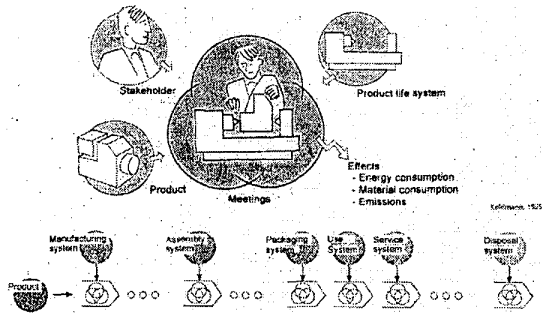 Stakeholder
Product life system
Product
Meetings
Effects
- Energy consumption
- Material consumption
- Emissions
Manufacturing
system
Assembly
system
Packaging
system
Use
System
Service
system
Disposal
system
Product